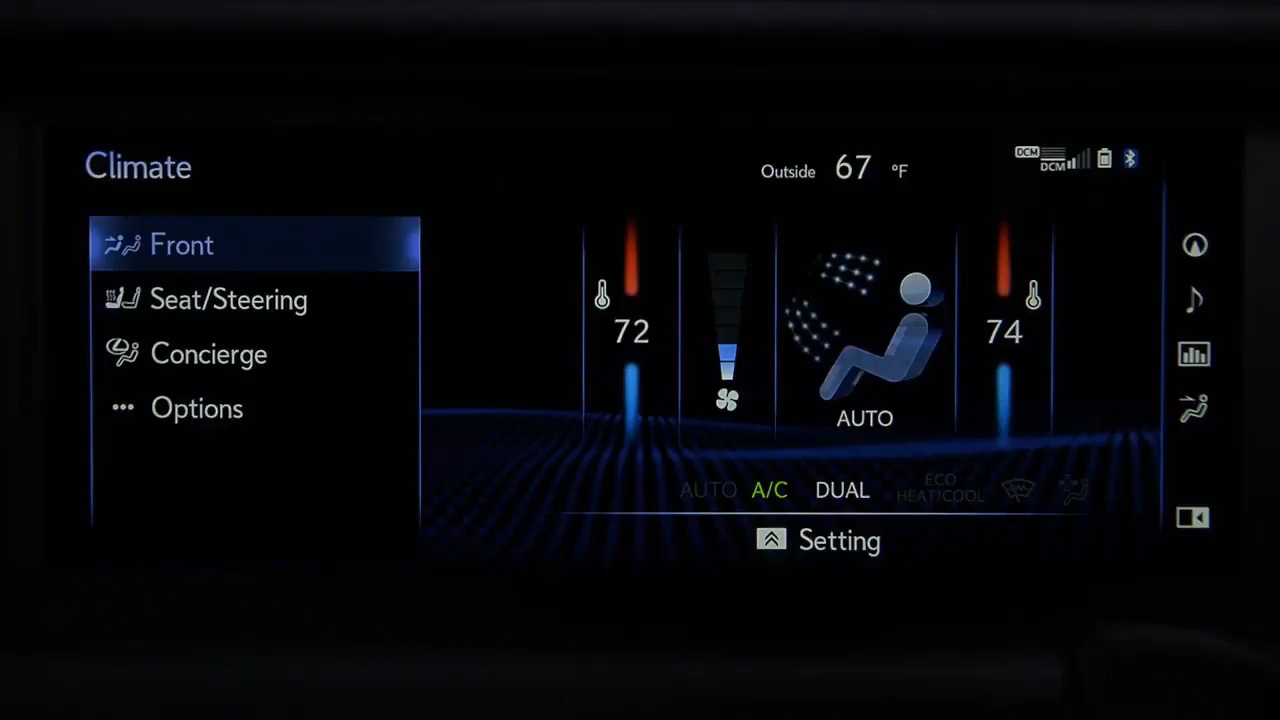 Climate
Outside 67 °F
DCM
DCM
Front
Seat/Steering
Concierge
Options
72
74
AUTO
AUTO A/C DUAL ECO HEAT/COOL
Setting